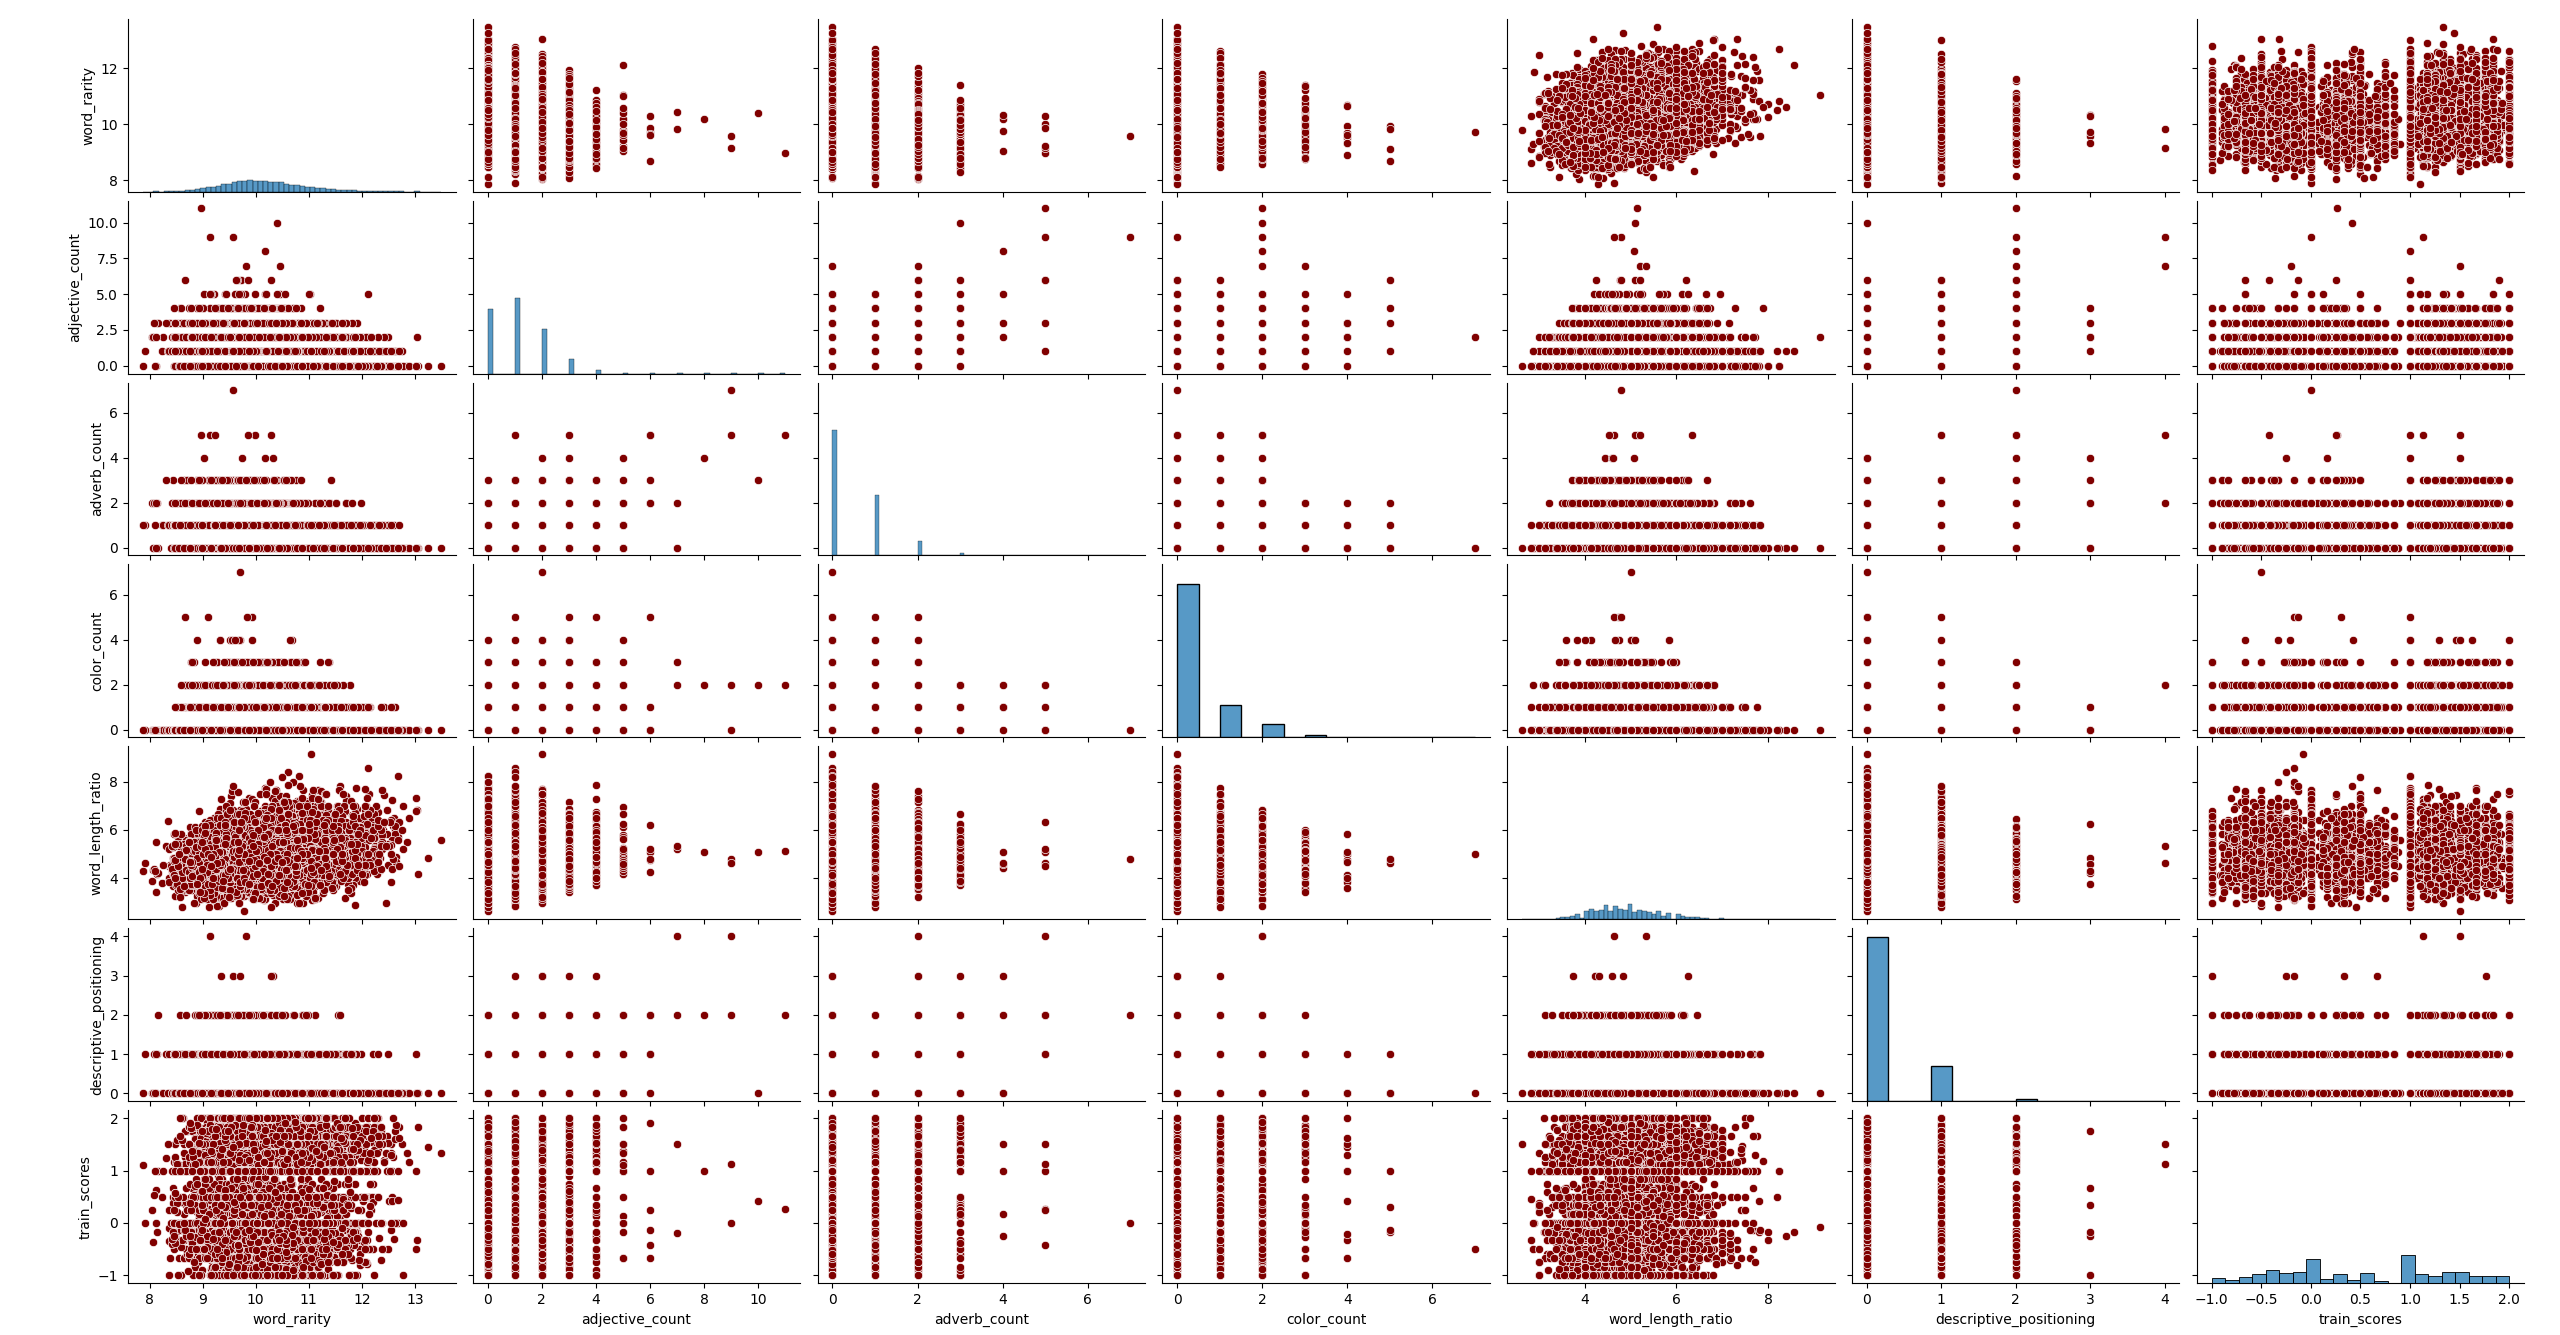 word_rarity
12
10
8
adjective_count
10.0
7.5
5.0
2.5
0.0
adverb_count
6
4
2
0
color_count
6
4
2
0
word_length_ratio
8
6
4
descriptive_positioning
4
3
2
1
0
train_scores
2
1
0
−1
8 9 10 11 12 13
0 2 4 6 8 10
0 2 4 6
0 2 4 6
4 6 8
0 1 2 3 4
−1.0 −0.5 0.0 0.5 1.0 1.5 2.0
word_rarity
adjective_count
adverb_count
color_count
word_length_ratio
descriptive_positioning
train_scores